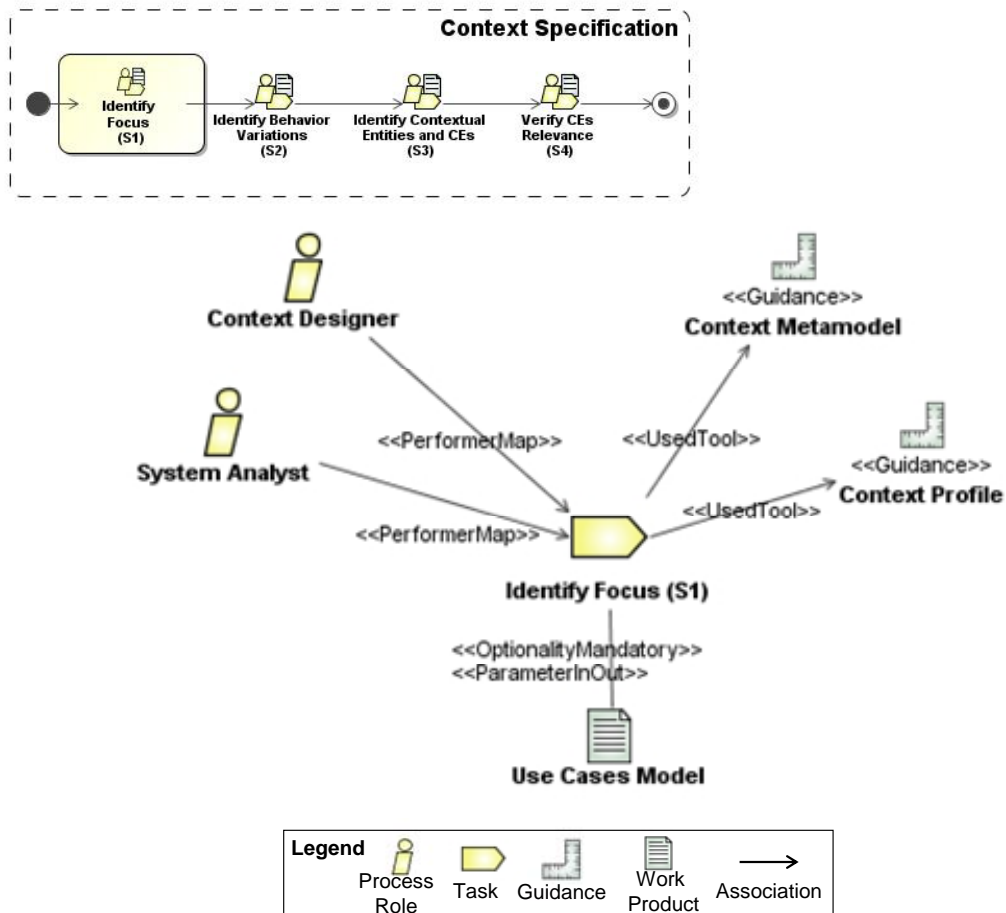 Context Specification
Identify
Focus
(S1)
Identify Behavior
Variations
(S2)
Identify Contextual
Entities and CEs
(S3)
Verify CEs
Relevance
(S4)
Context Designer
<<Guidance>>
Context Metamodel
System Analyst
<<PerformerMap>>
<<UsedTool>>
<<Guidance>>
Context Profile
<<PerformerMap>>
<<UsedTool>>
Identify Focus (S1)
<<OptionalityMandatory>>
<<ParameterInOut>>
Use Cases Model
Legend
Process
Role
Task
Guidance
Work
Product
Association